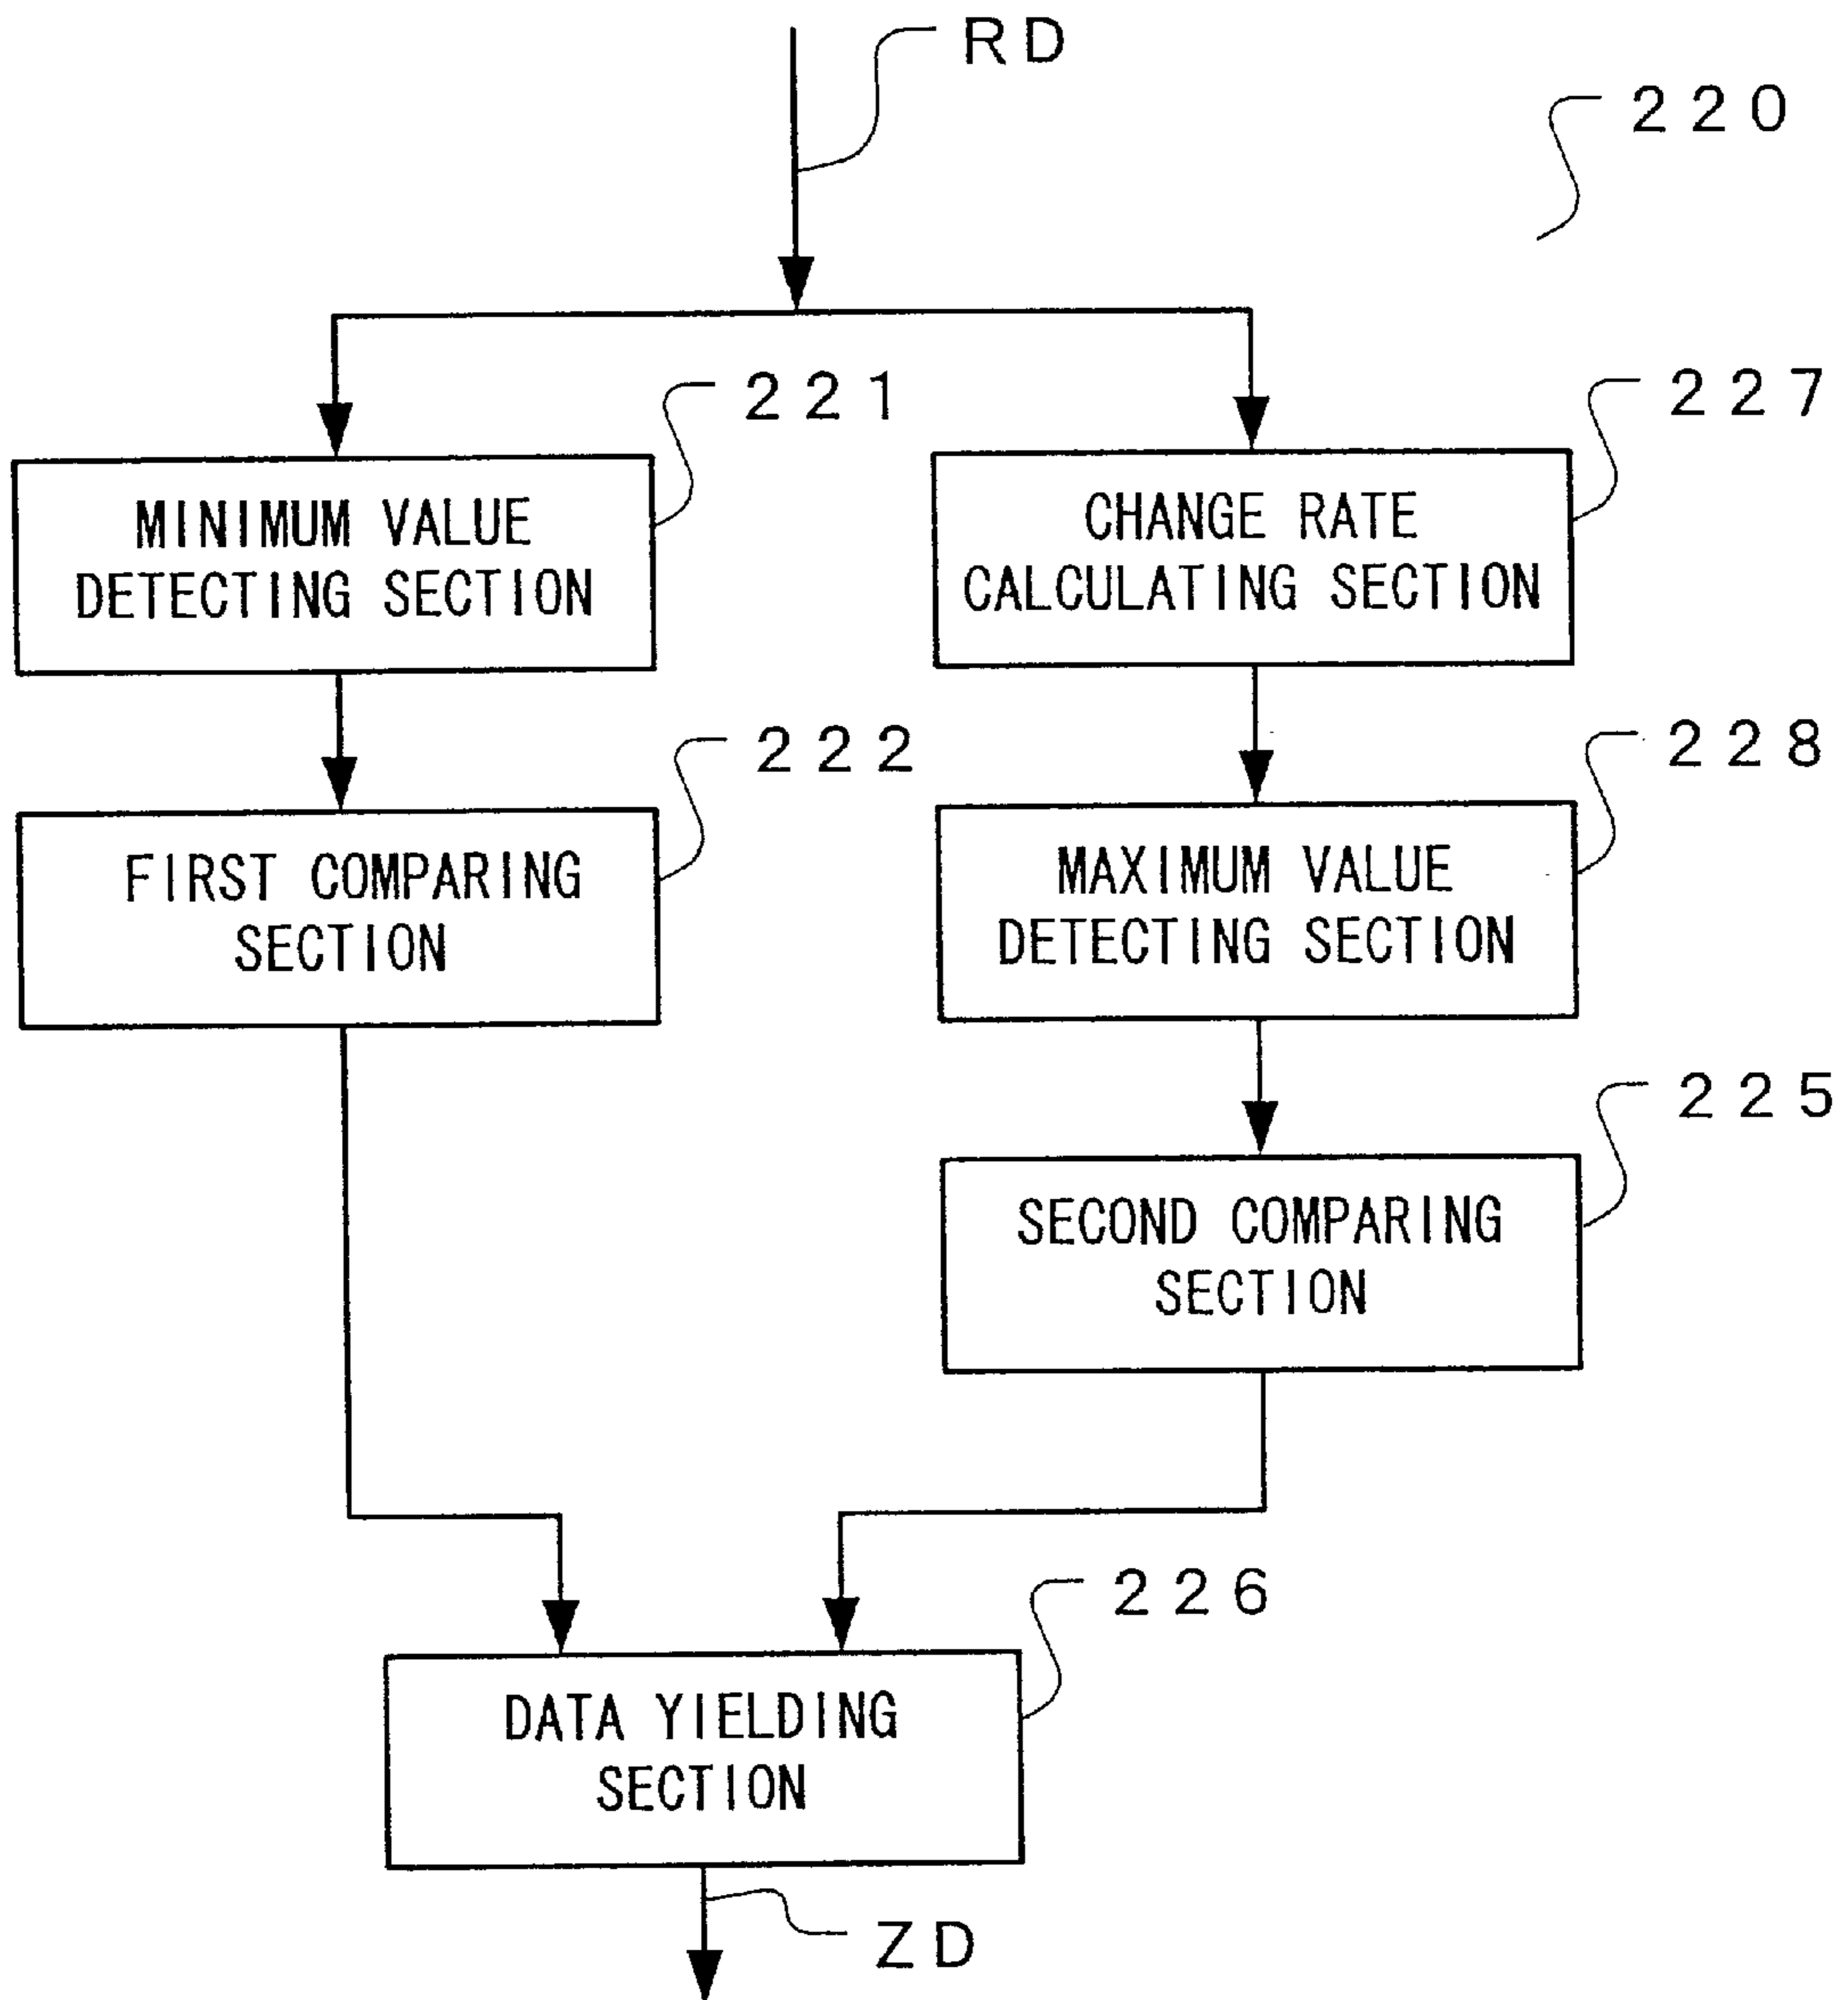 RD
220
221
227
MINIMUM VALUE
DETECTING SECTION
CHANGE RATE
CALCULATING SECTION
222
228
FIRST COMPARING
SECTION
MAXIMUM VALUE
DETECTING SECTION
225
SECOND COMPARING
SECTION
226
DATA YIELDING
SECTION
ZD